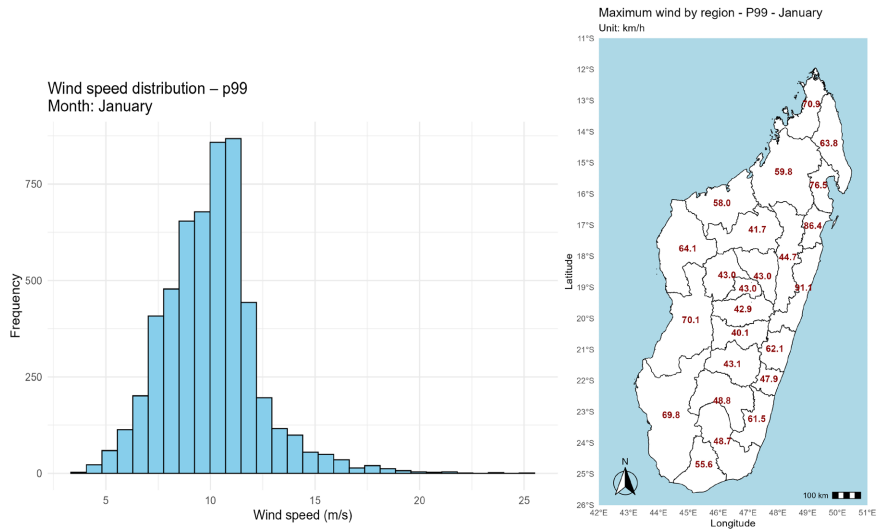 Wind speed distribution – p99
Month: January
Frequency
750
500
250
0
5 10 15 20 25
Wind speed (m/s)
Maximum wind by region - P99 - January
Unit: km/h
Latitude
11°S
12°S
13°S
14°S
15°S
16°S
17°S
18°S
19°S
20°S
21°S
22°S
23°S
24°S
25°S
26°S
70.9
63.8
59.8
76.5
58.0
86.4
41.7
64.1
44.7
43.0 43.0
43.0 91.1
42.9
70.1
40.1
62.1
43.1
47.9
48.8
69.8
61.5
48.7
55.6
N
100 km
42°E 43°E 44°E 45°E 46°E 47°E 48°E 49°E 50°E 51°E
Longitude